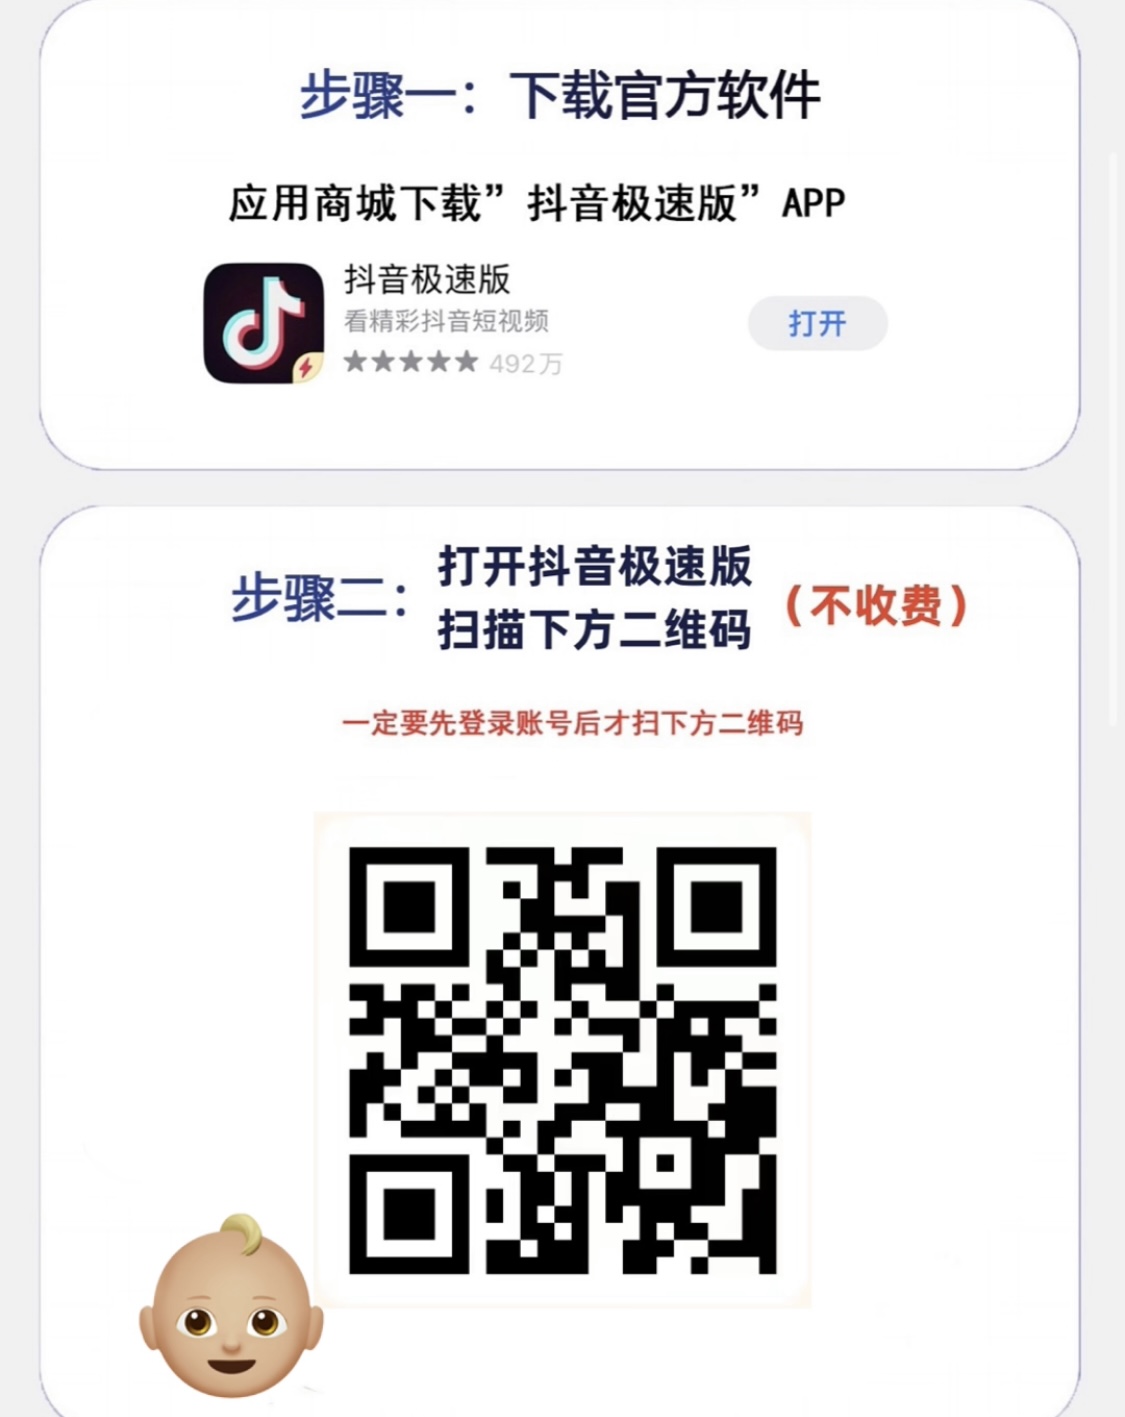 步骤一：下载官方软件
应用商城下载”抖音极速版”APP
抖音极速版
看精彩抖音短视频
492万
打开
步骤二：
打开抖音极速版
扫描下方二维码
（不收费）
一定要先登录账号后才扫下方二维码